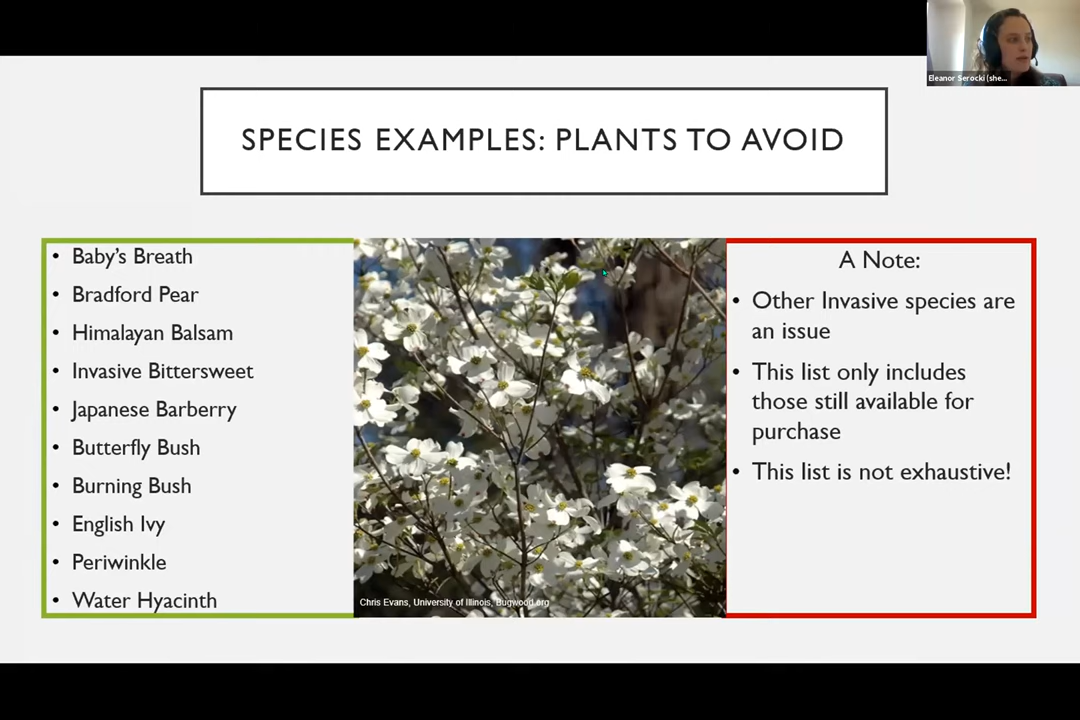 Eleanor Serocki (she...
SPECIES EXAMPLES: PLANTS TO AVOID
• Baby's Breath
• Bradford Pear
• Himalayan Balsam
• Invasive Bittersweet
• Japanese Barberry
• Butterfly Bush
• Burning Bush
• English Ivy
• Periwinkle
• Water Hyacinth
Chris Evans, University of Illinois, Bugwood.org
A Note:
• Other Invasive species are
an issue
• This list only includes
those still available for
purchase
• This list is not exhaustive!